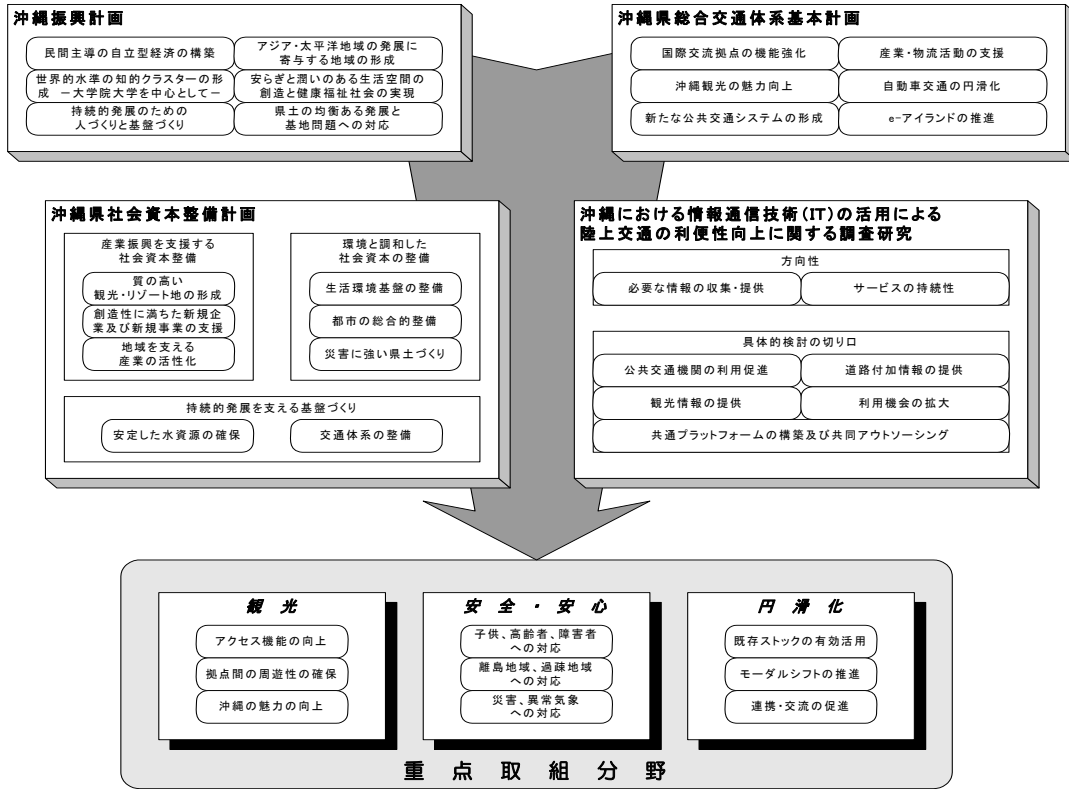 沖縄振興計画
民間主導の自立型経済の構築
アジア・太平洋地域の発展に
寄与する地域の形成
世界的水準の知的クラスターの形
成 －大学院大学を中心として－
安らぎと潤いのある生活空間の
創造と健康福祉社会の実現
持続的発展のための
人づくりと基盤づくり
県土の均衡ある発展と
基地問題への対応
沖縄県総合交通体系基本計画
国際交流拠点の機能強化
産業・物流活動の支援
沖縄観光の魅力向上
自動車交通の円滑化
新たな公共交通システムの形成
e-アイランドの推進
沖縄県社会資本整備計画
産業振興を支援する
社会資本整備
質の高い
観光・リゾート地の形成
創造性に満ちた新規企
業及び新規事業の支援
地域を支える
産業の活性化
環境と調和した
社会資本の整備
生活環境基盤の整備
都市の総合的整備
災害に強い県土づくり
持続的発展を支える基盤づくり
安定した水資源の確保
交通体系の整備
沖縄における情報通信技術(IT)の活用による
陸上交通の利便性向上に関する調査研究
方向性
必要な情報の収集・提供
サービスの持続性
具体的検討の切り口
公共交通機関の利用促進
道路付加情報の提供
観光情報の提供
利用機会の拡大
共通プラットフォームの構築及び共同アウトソーシング
観光
アクセス機能の向上
拠点間の周遊性の確保
沖縄の魅力の向上
安全・安心
子供、高齢者、障害者
への対応
離島地域、過疎地域
への対応
災害、異常気象
への対応
円滑化
既存ストックの有効活用
モーダルシフトの推進
連携・交流の促進
重点取組分野